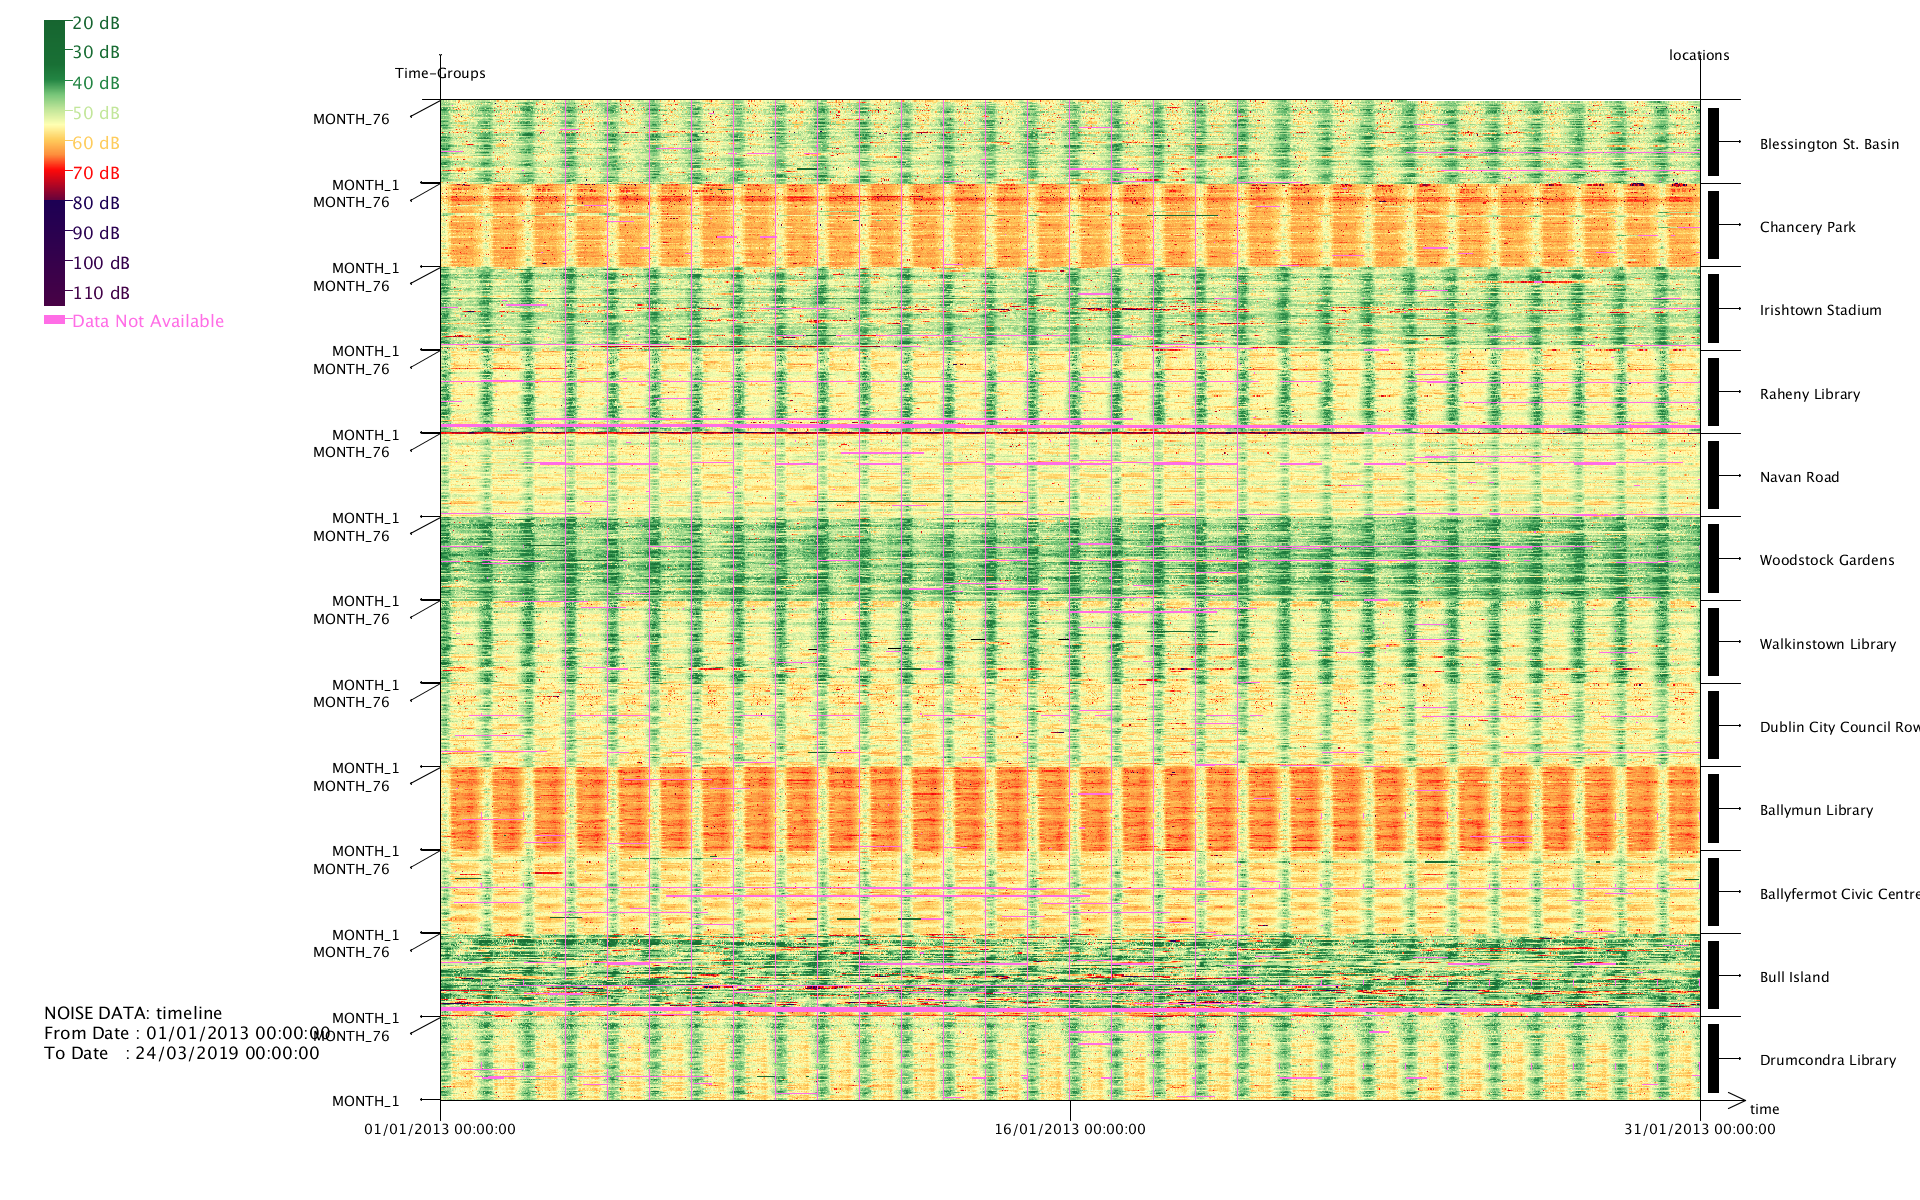 20 dB
30 dB
40 dB
50 dB
60 dB
70 dB
80 dB
90 dB
100 dB
110 dB
Data Not Available
Time-Groups
locations
MONTH_76
Blessington St. Basin
MONTH_1
MONTH_76
Chancery Park
MONTH_1
MONTH_76
Irishtown Stadium
MONTH_1
MONTH_76
Raheny Library
MONTH_1
MONTH_76
Navan Road
MONTH_1
MONTH_76
Woodstock Gardens
MONTH_1
MONTH_76
Walkinstown Library
MONTH_1
MONTH_76
Dublin City Council Row
MONTH_1
MONTH_76
Ballymun Library
MONTH_1
MONTH_76
Ballyfermot Civic Centre
MONTH_1
MONTH_76
Bull Island
MONTH_1
MONTH_76
Drumcondra Library
MONTH_1
NOISE DATA: timeline
From Date : 01/01/2013 00:00:00
To Date : 24/03/2019 00:00:00
time
01/01/2013 00:00:00
16/01/2013 00:00:00
31/01/2013 00:00:00